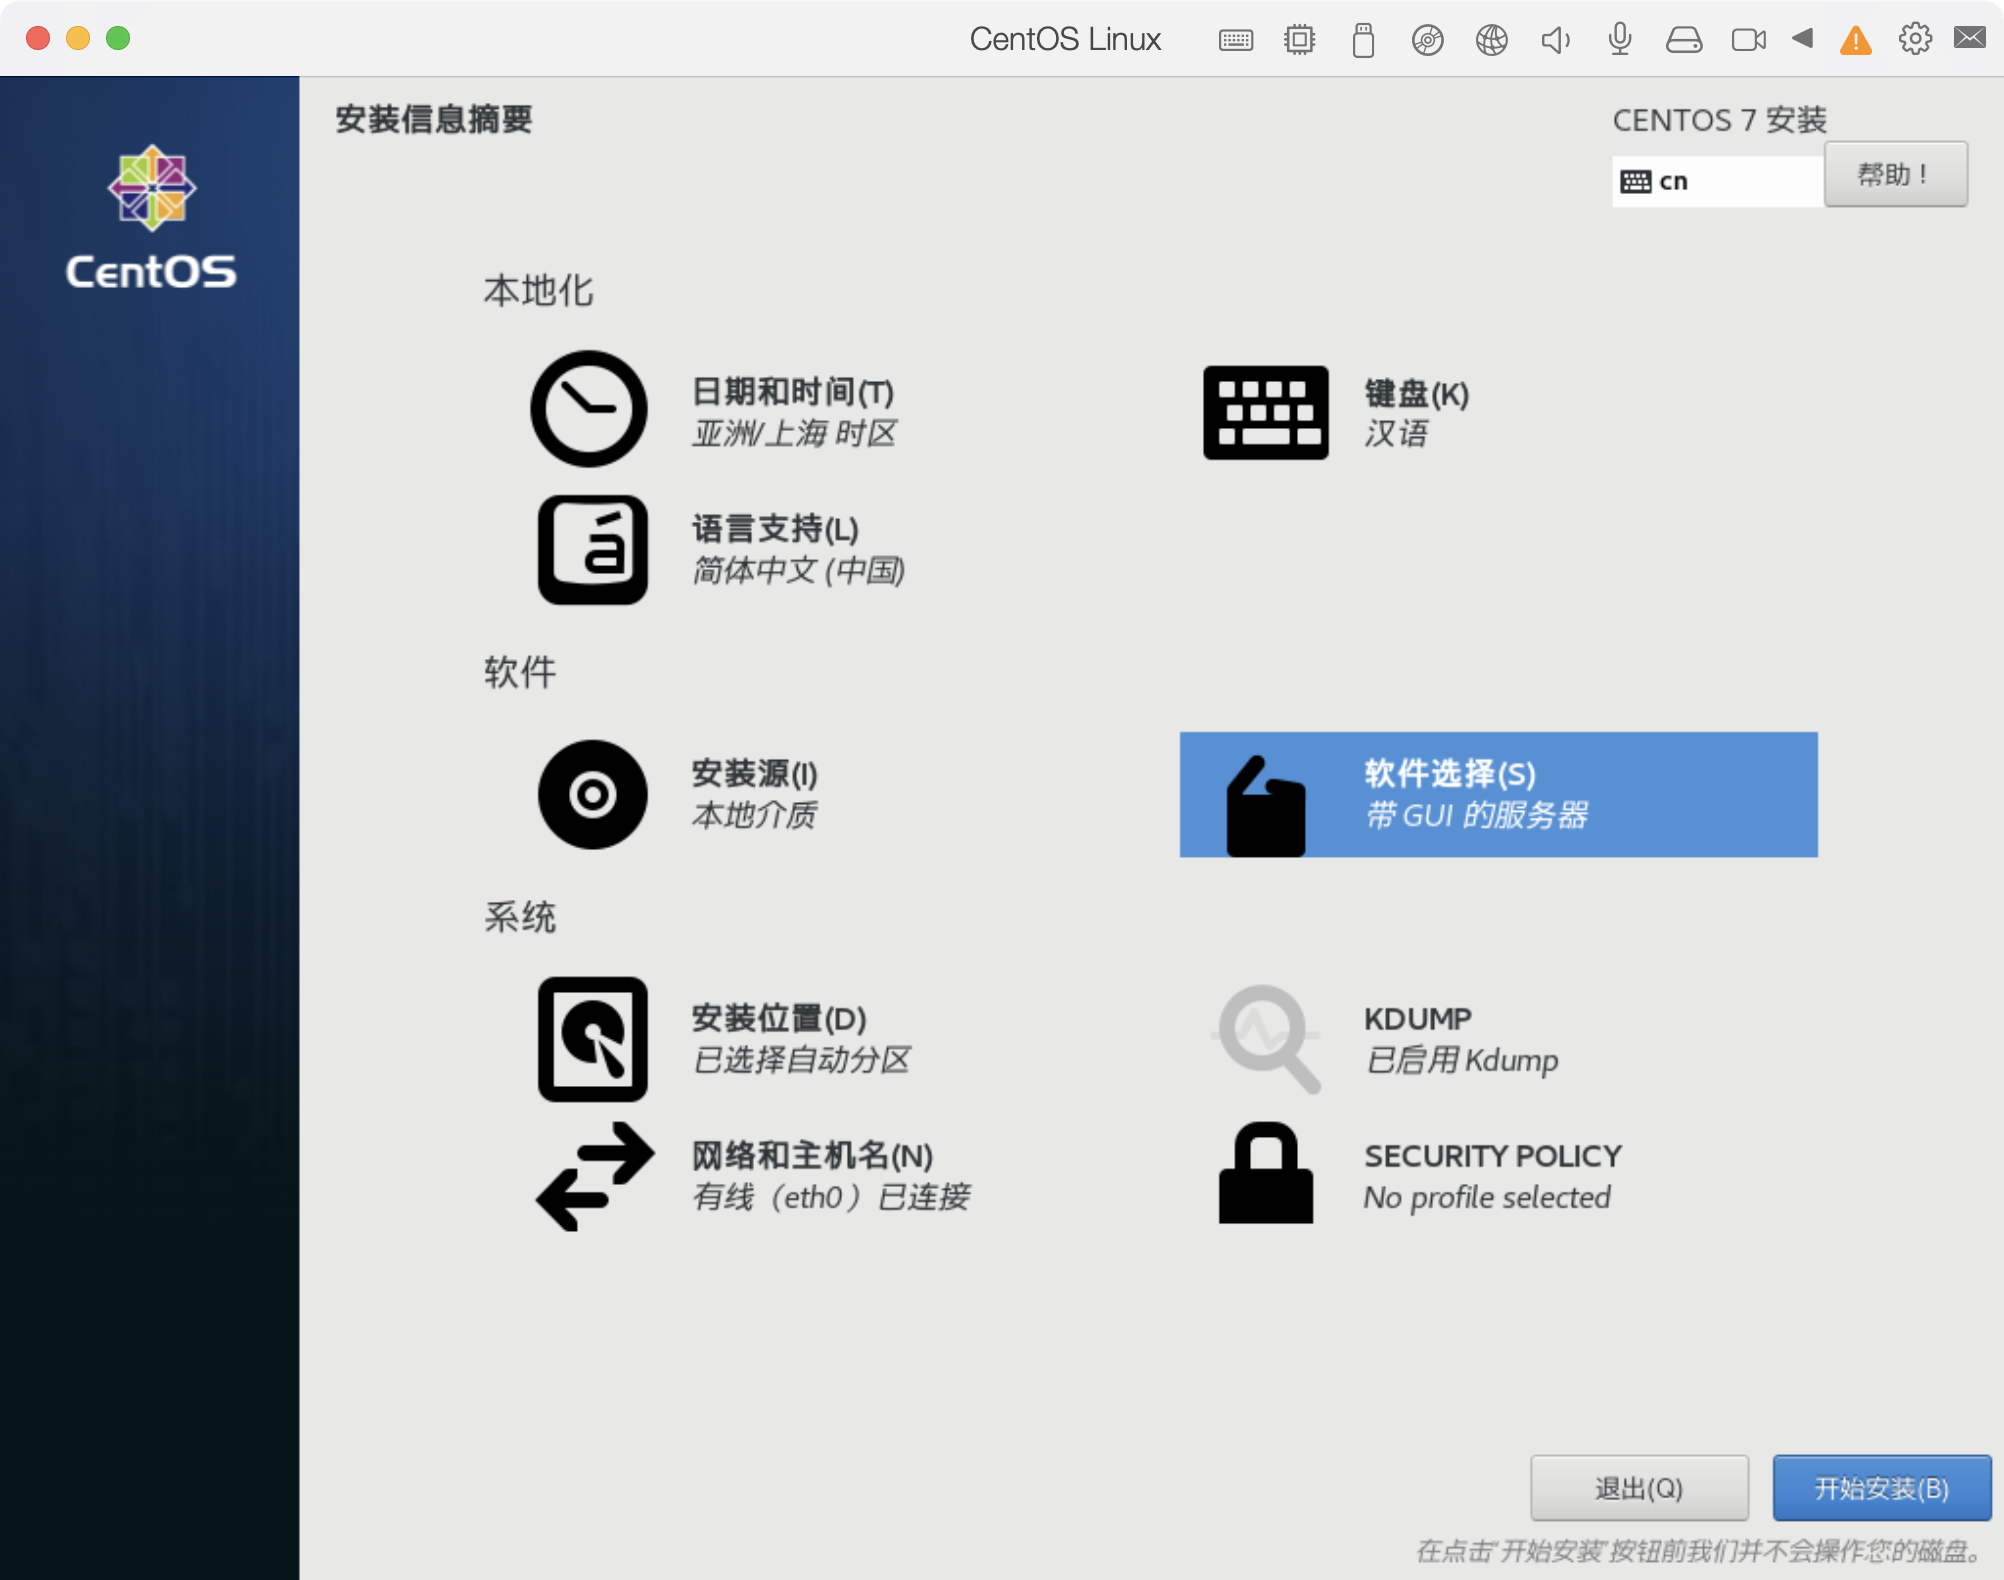 CentOS Linux
CentOS
安装信息摘要
CENTOS 7 安装
cn
帮助！
本地化
日期和时间(T)
亚洲/上海 时区
键盘(K)
汉语
语言支持(L)
简体中文 (中国)
软件
安装源(I)
本地介质
软件选择(S)
带 GUI 的服务器
系统
安装位置(D)
已选择自动分区
KDUMP
已启用 Kdump
网络和主机名(N)
有线（eth0）已连接
SECURITY POLICY
No profile selected
退出(Q)
开始安装(B)
在点击“开始安装”按钮前我们并不会操作您的磁盘。